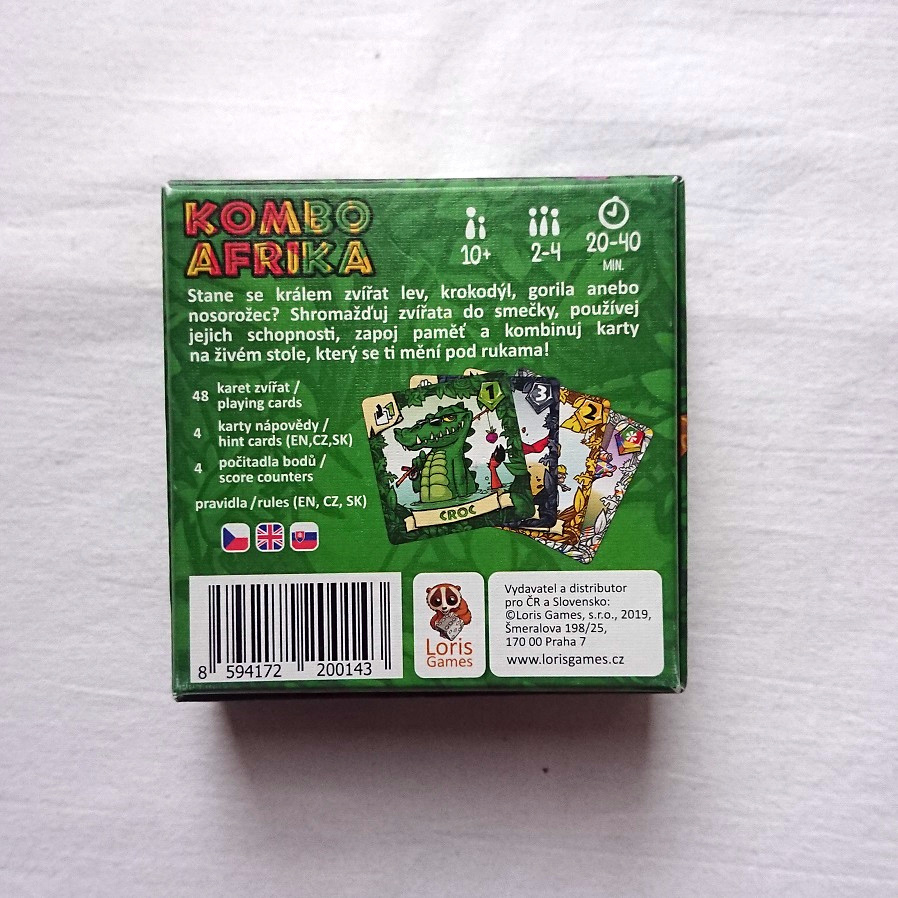 KOMBO
AFRIKA
10+
2-4
20-40
MIN.
Stane se králem zvířat lev, krokodýl, gorila anebo
nosorožec? Shromažďuj zvířata do smečky, používej
jejich schopnosti, zapoj paměť a kombinuj karty
na živém stole, který se ti mění pod rukama!
48 karet zvířat /
playing cards
4 karty nápovědy /
hint cards (EN,CZ,SK)
4 počitadla bodů /
score counters
pravidla/rules (EN, CZ, SK)
1
1
3
2
CROC
8 594172 200143
Loris
Games
Vydavatel a distributor
pro ČR a Slovensko:
©Loris Games, s.r.o., 2019,
Šmeralova 198/25,
170 00 Praha 7
www.lorisgames.cz